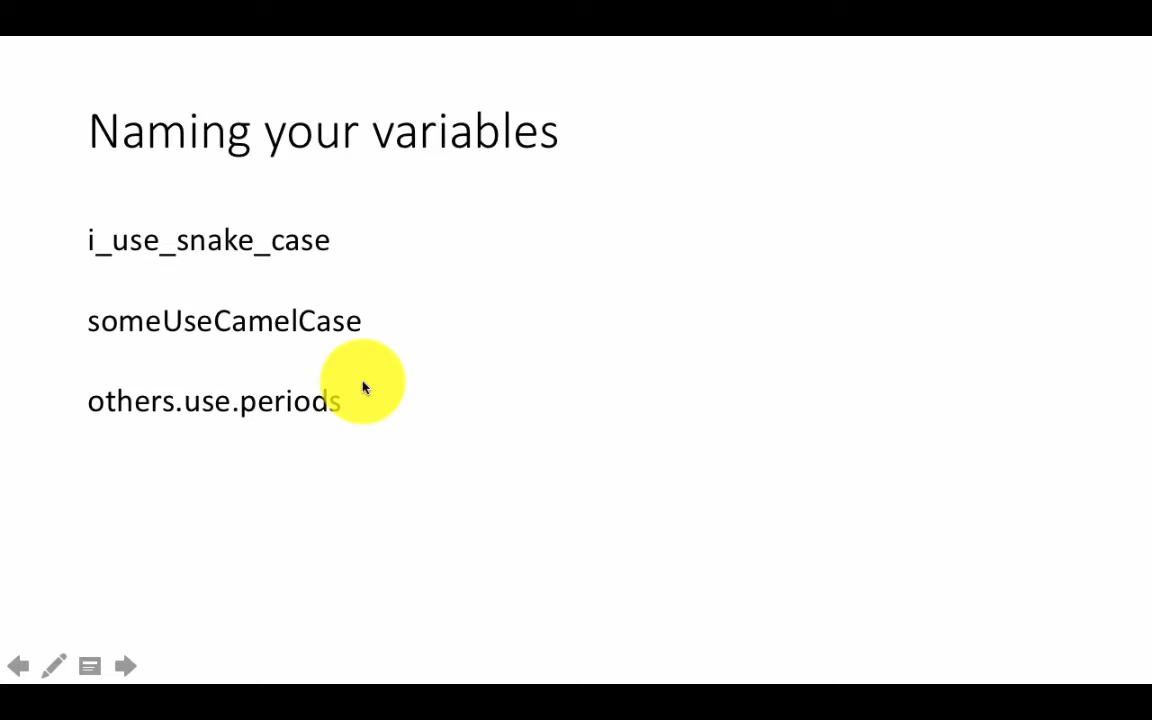 Naming your variables
i_use_snake_case
someUseCamelCase
others.use.periods